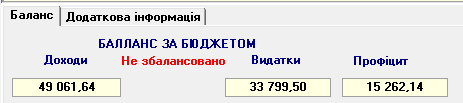 Баланс Додаткова інформація
БАЛЛАНС ЗА БЮДЖЕТОМ
Доходи Не збалансовано Видатки Профіцит
49 061,64 33 799,50 15 262,14